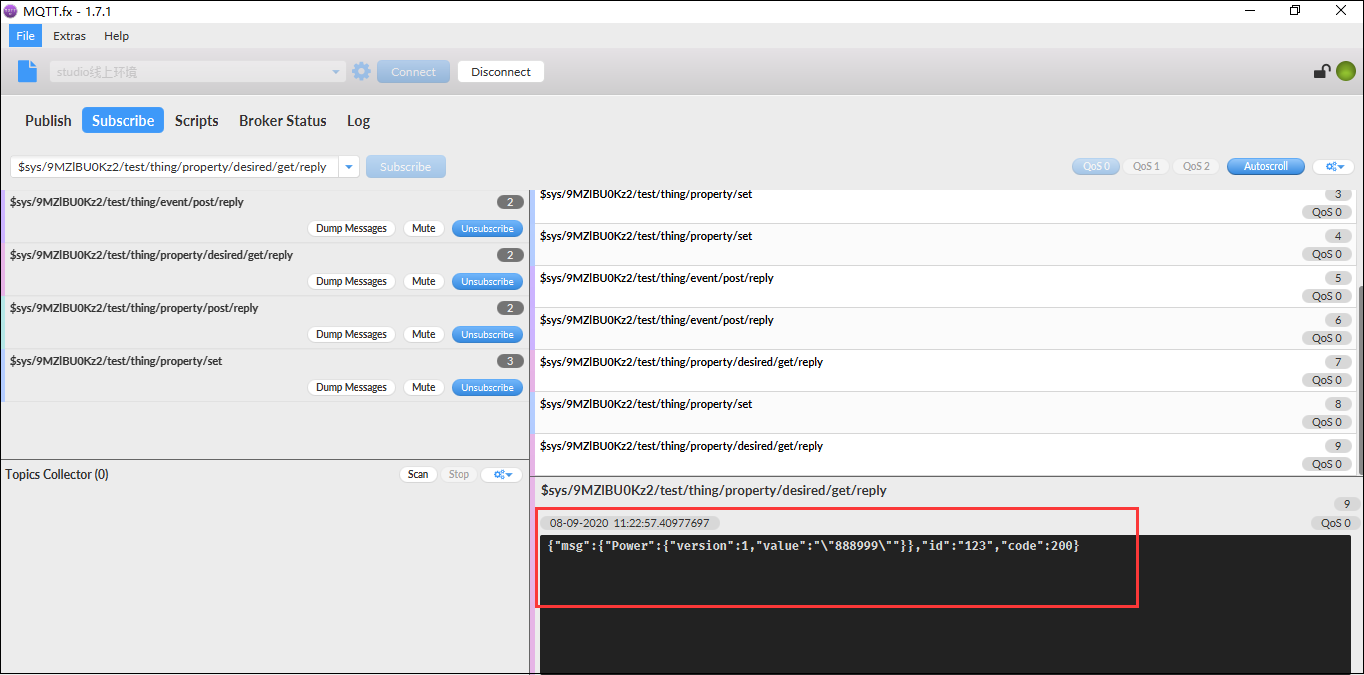 MQTT.fx - 1.7.1
File Extras Help
studio线上环境 Connect Disconnect
Publish Subscribe Scripts Broker Status Log
$sys/9MZlBU0Kz2/test/thing/property/desired/get/reply Subscribe QoS 0 QoS 1 QoS 2 Autoscroll
$sys/9MZlBU0Kz2/test/thing/event/post/reply 2
Dump Messages Mute Unsubscribe
$sys/9MZlBU0Kz2/test/thing/property/desired/get/reply 2
Dump Messages Mute Unsubscribe
$sys/9MZlBU0Kz2/test/thing/property/post/reply 2
Dump Messages Mute Unsubscribe
$sys/9MZlBU0Kz2/test/thing/property/set 3
Dump Messages Mute Unsubscribe
Topics Collector (0) Scan Stop
$sys/9MZlBU0Kz2/test/thing/property/set 3
QoS 0
$sys/9MZlBU0Kz2/test/thing/property/set 4
QoS 0
$sys/9MZlBU0Kz2/test/thing/event/post/reply 5
QoS 0
$sys/9MZlBU0Kz2/test/thing/event/post/reply 6
QoS 0
$sys/9MZlBU0Kz2/test/thing/property/desired/get/reply 7
QoS 0
$sys/9MZlBU0Kz2/test/thing/property/set 8
QoS 0
$sys/9MZlBU0Kz2/test/thing/property/desired/get/reply 9
QoS 0
$sys/9MZlBU0Kz2/test/thing/property/desired/get/reply
9
08-09-2020 11:22:57.40977697 QoS 0
{"msg":{"Power":{"version":1,"value":"\"888999\""}},"id":"123","code":200}